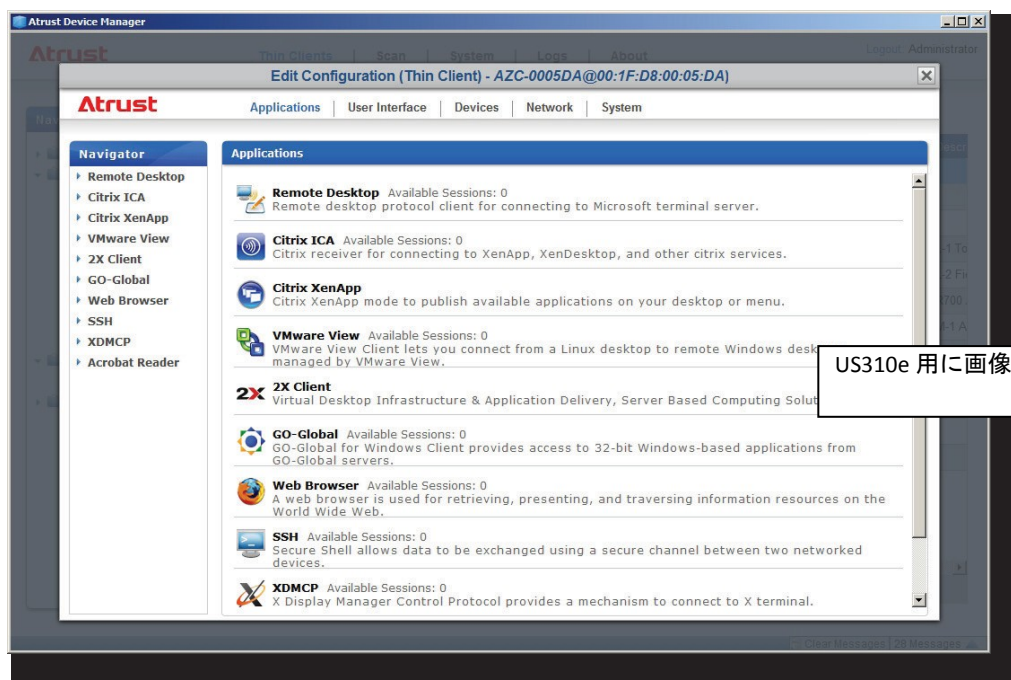 Atrust Device Manager
Atrust
Thin Clients | Scan | System | Logs | About
Logout Administrator
Edit Configuration (Thin Client) - AZC-0005DA@00:1F:D8:00:05:DA)
Atrust
Applications | User Interface | Devices | Network | System
Navigator
Remote Desktop
Citrix ICA
Citrix XenApp
VMware View
2X Client
GO-Global
Web Browser
SSH
XDMCP
Acrobat Reader
Applications
Remote Desktop Available Sessions: 0
Remote desktop protocol client for connecting to Microsoft terminal server.
Citrix ICA Available Sessions: 0
Citrix receiver for connecting to XenApp, XenDesktop, and other citrix services.
Citrix XenApp
Citrix XenApp mode to publish available applications on your desktop or menu.
VMware View Available Sessions: 0
VMware View Client lets you connect from a Linux desktop to remote Windows desk
managed by VMware View.
US310e 用に画像
2X 2X Client
Virtual Desktop Infrastructure & Application Delivery, Server Based Computing Solut
GO-Global Available Sessions: 0
GO-Global for Windows Client provides access to 32-bit Windows-based applications from
GO-Global servers.
Web Browser Available Sessions: 0
A web browser is used for retrieving, presenting, and traversing information resources on the
World Wide Web.
SSH Available Sessions: 0
Secure Shell allows data to be exchanged using a secure channel between two networked
devices.
XDMCP Available Sessions: 0
X Display Manager Control Protocol provides a mechanism to connect to X terminal.
Clear Messages | 28 Messages